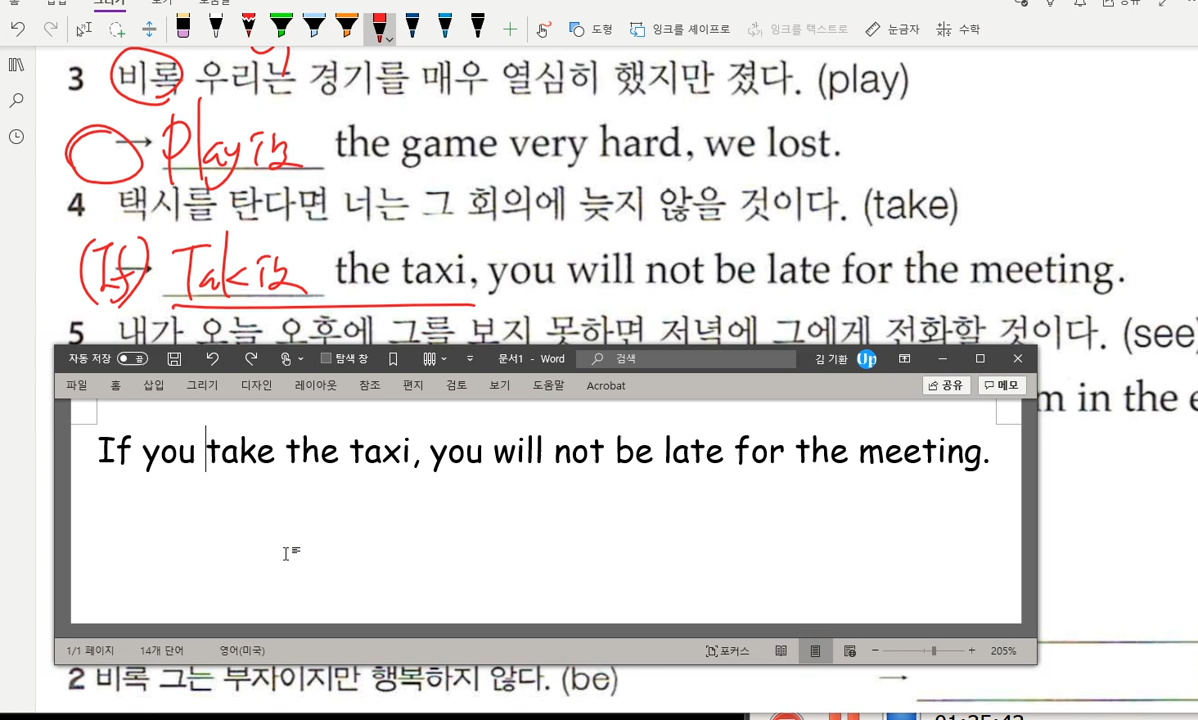 그리기
도형
잉크를 셰이프로
잉크를 텍스트로
눈금자
수학
3 비록 우리는 경기를 매우 열심히 했지만 졌다. (play)
→ Playing the game very hard, we lost.
4 택시를 탄다면 너는 그 회의에 늦지 않을 것이다. (take)
(If) → Taking the taxi, you will not be late for the meeting.
5 내가 오늘 오후에 그를 보지 못하면 저녁에 그에게 전화할 것이다. (see
자동 저장
탐색 창
문서1 - Word
검색
김 기환
Up
파일 홈 삽입 그리기 디자인 레이아웃 참조 편지 검토 보기 도움말 Acrobat
공유
메모
m in the e
If you take the taxi, you will not be late for the meeting.
1/1 페이지 14개 단어 영어(미국)
포커스
205%
2 비록 그는 부자이지만 행복하지 않다. (be) →